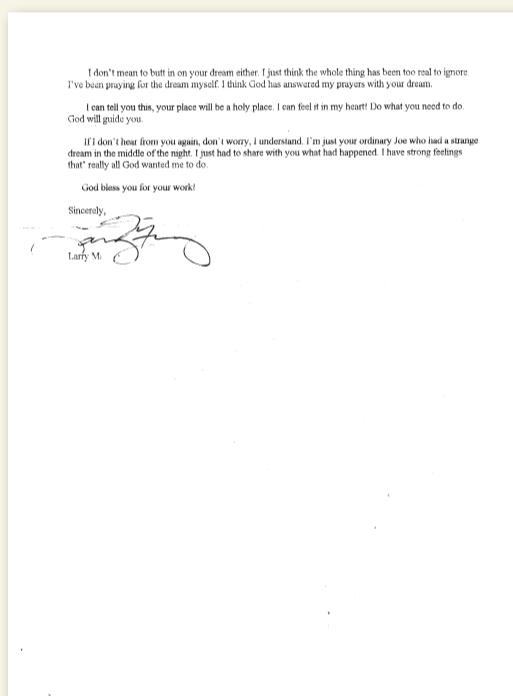 I don't mean to butt in on your dream either. I just think the whole thing has been too real to ignore.
I've been praying for the dream myself. I think God has answered my prayers with your dream.
I can tell you this, your place will be a holy place. I can feel it in my heart! Do what you need to do.
God will guide you.
If I don't hear from you again, don't worry, I understand. I'm just your ordinary Joe who had a strange
dream in the middle of the night. I just had to share with you what had happened. I have strong feelings
that' really all God wanted me to do.
God bless you for your work!
Sincerely,
Larry M.